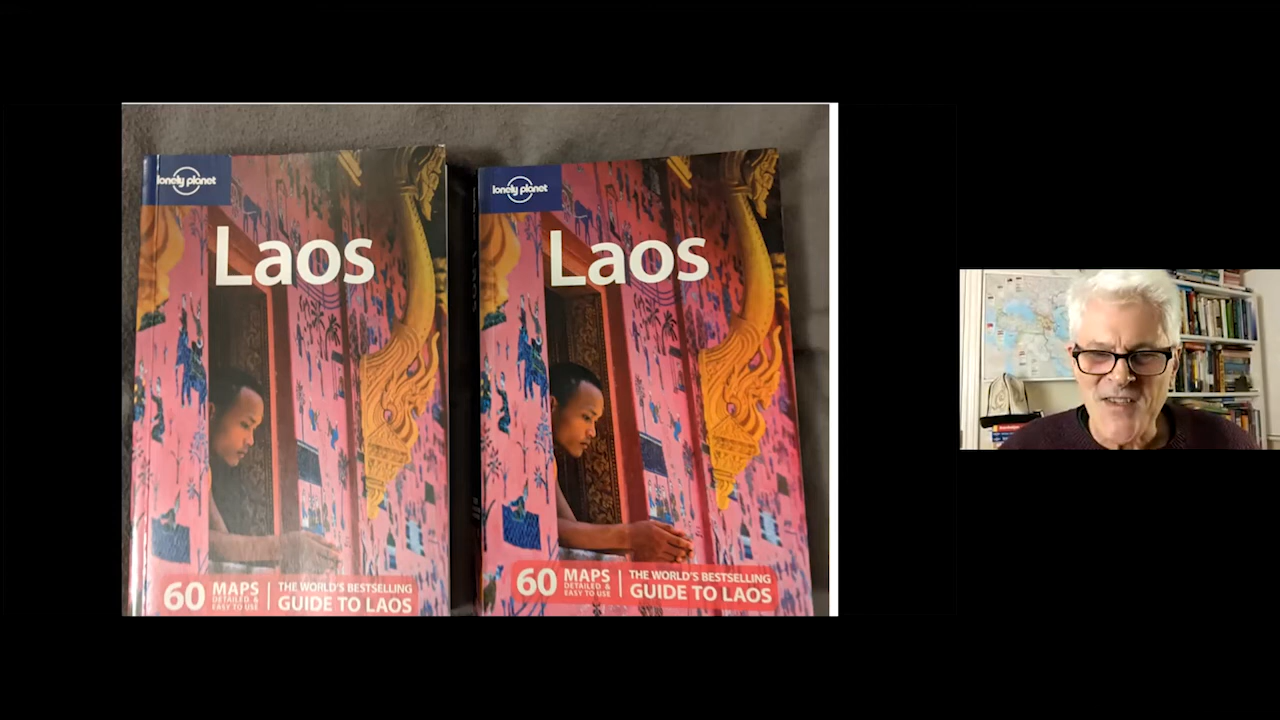 lonely planet
Laos
60 MAPS
DETAILED &
EASY TO USE
THE WORLD'S BESTSELLING
GUIDE TO LAOS
lonely planet
Laos
60 MAPS
DETAILED &
EASY TO USE
THE WORLD'S BESTSELLING
GUIDE TO LAOS